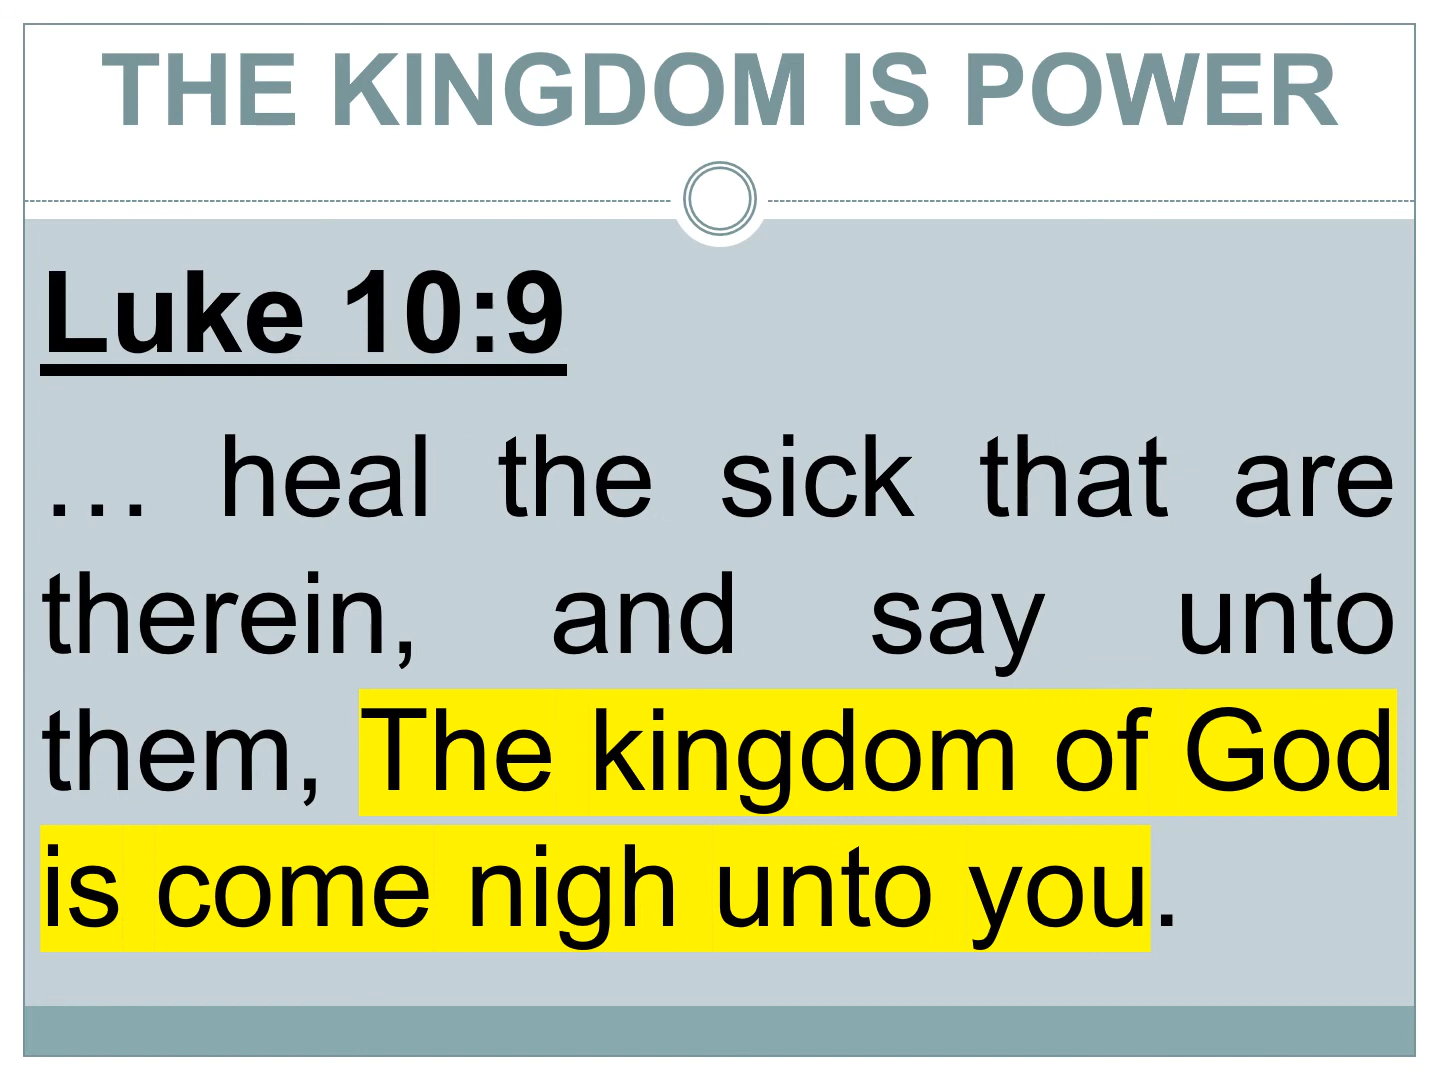 THE KINGDOM IS POWER
Luke 10:9
… heal the sick that are
therein, and say unto
them, The kingdom of God
is come nigh unto you.